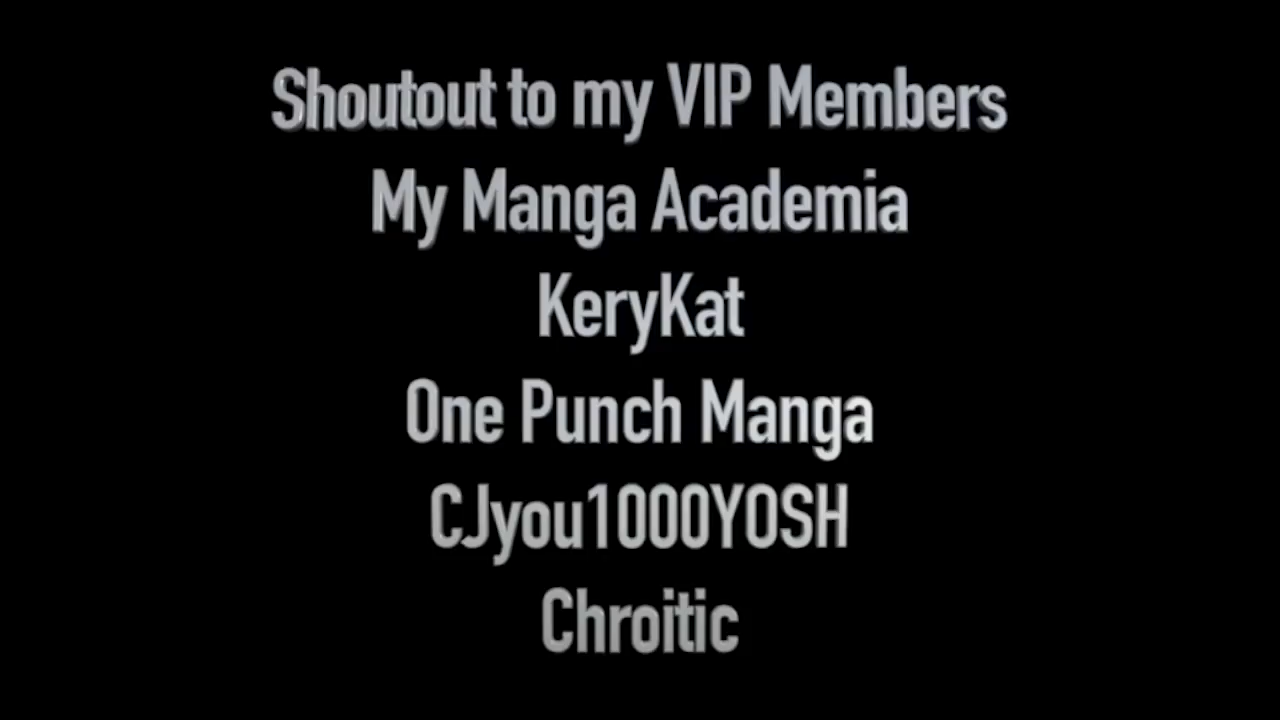 Shoutout to my VIP Members
My Manga Academia
KeryKat
One Punch Manga
CJyou1000YOSH
Chroitic